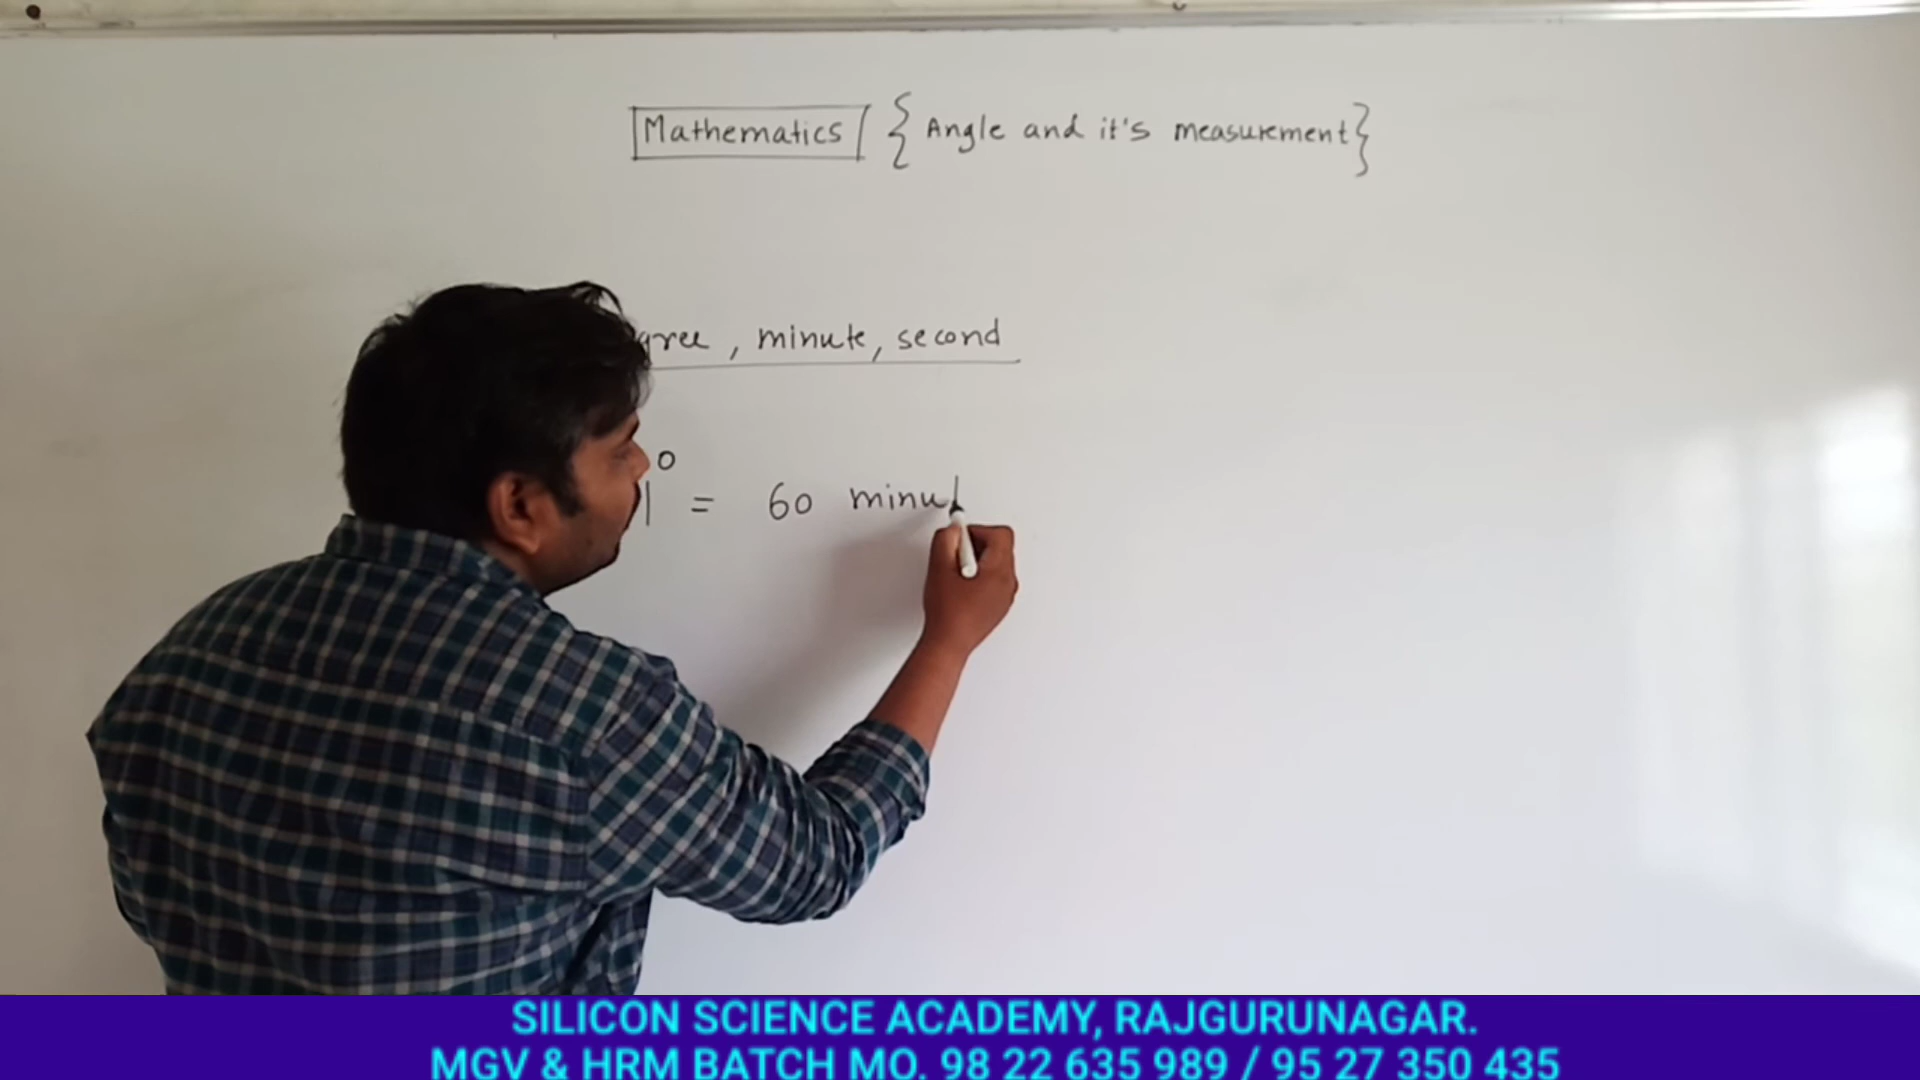 Mathematics { Angle and it's measurement}
gree, minute, second
1° = 60 minut
SILICON SCIENCE ACADEMY, RAJGURUNAGAR.
MGV & HRM BATCH MO. 98 22 635 989 / 95 27 350 435